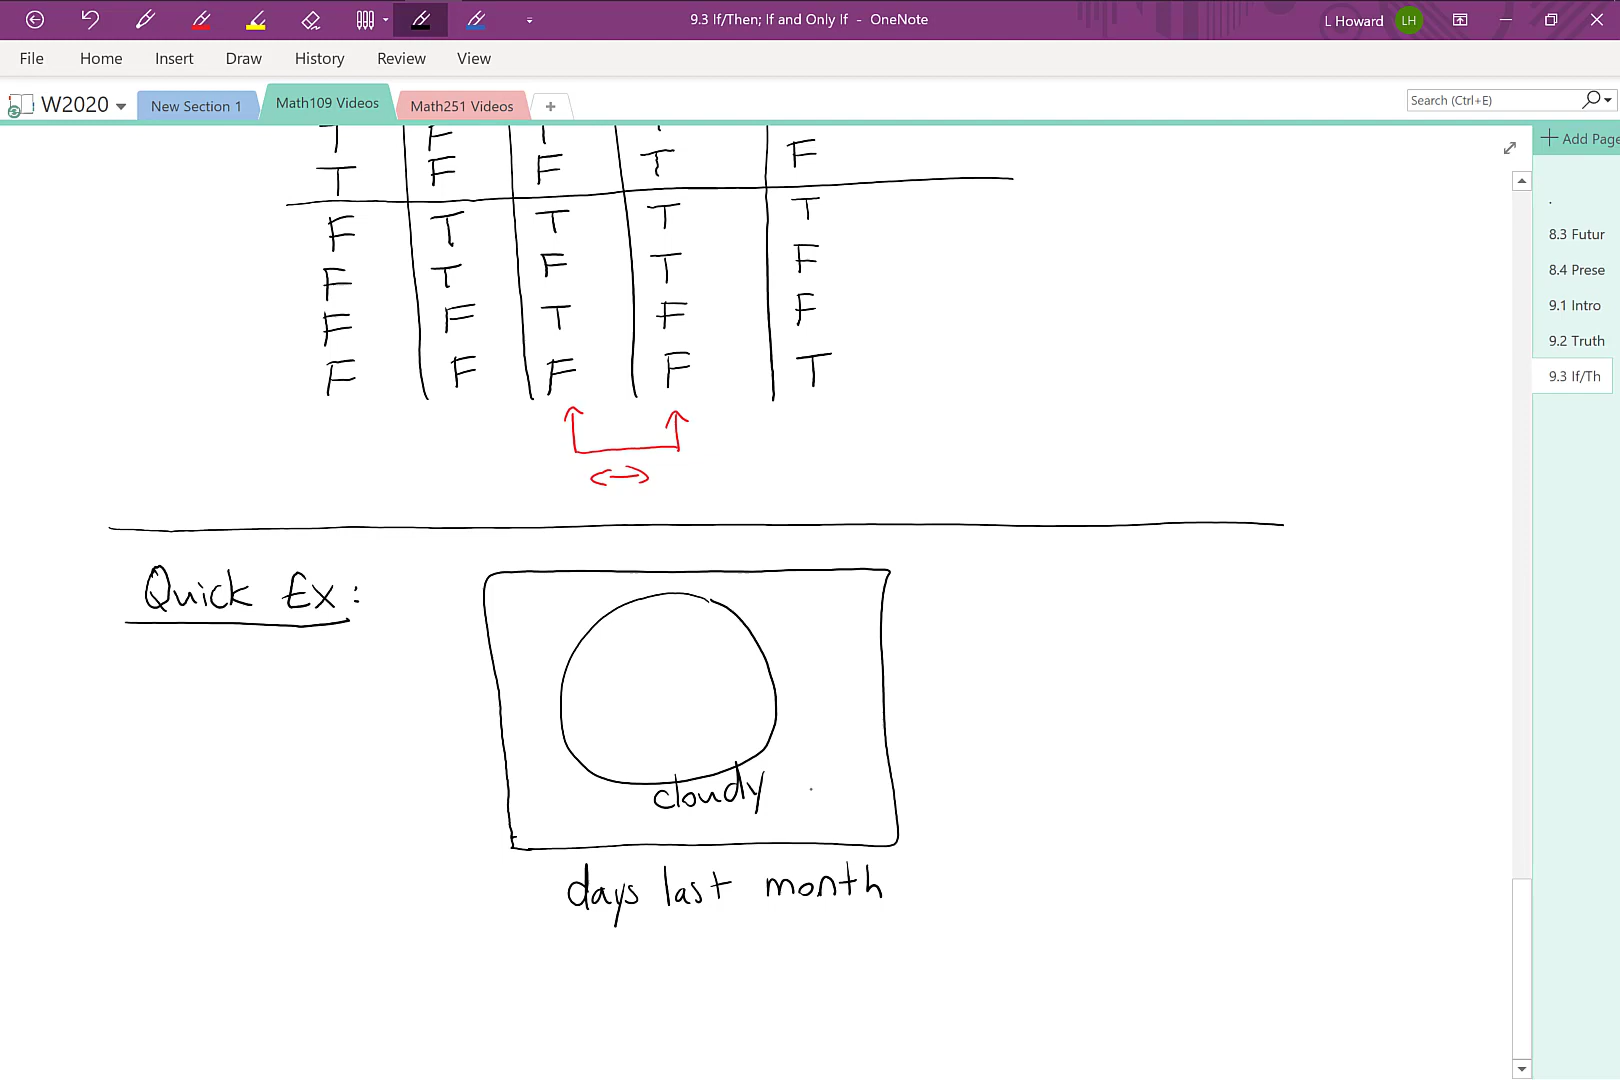 9.3 If/Then; If and Only If - OneNote
L Howard LH
File Home Insert Draw History Review View
W2020 New Section 1 Math109 Videos Math251 Videos
Search (Ctrl+E)
Add Page
.
8.3 Futur
8.4 Prese
9.1 Intro
9.2 Truth
9.3 If/Th
T F
T F F T F
F T T T T
F T F T F
F F T F F
F F F F T
<->
Quick Ex:
cloudy
days last month